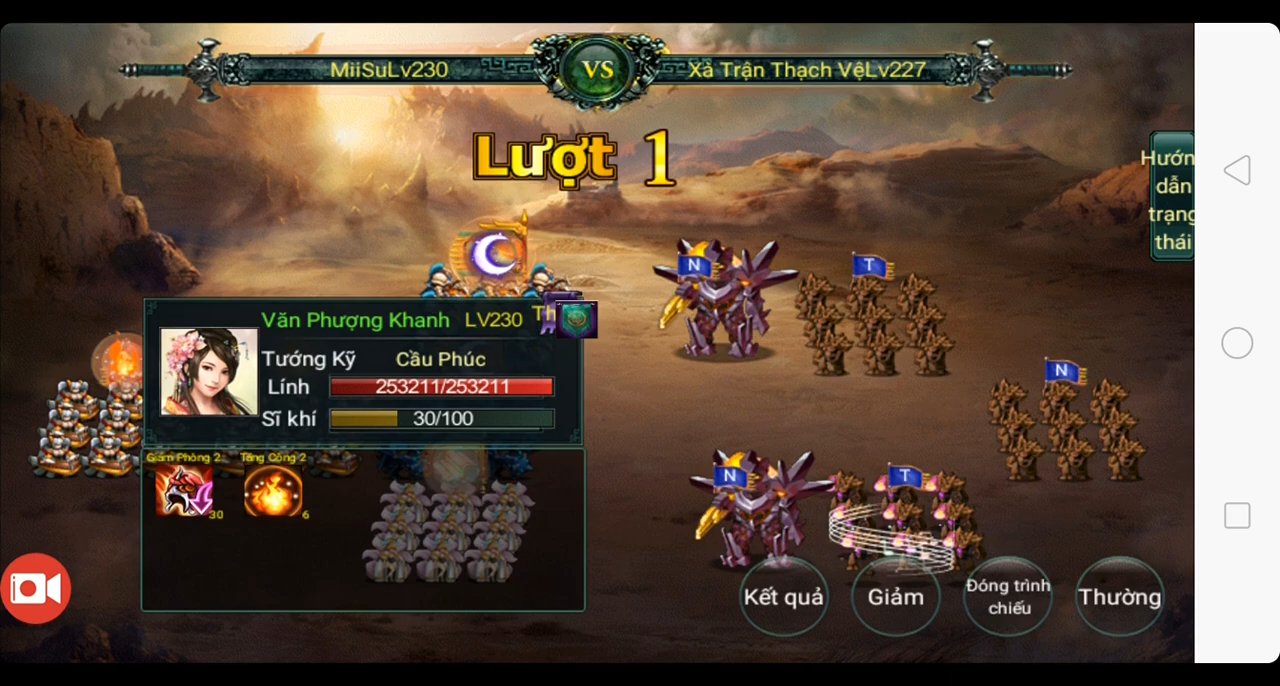 MiiSuLv230
VS
Xà Trận Thạch VệLv227
Lượt 1
Hướn
dẫn
trạng
thái
N
T
N
Văn Phượng Khanh LV230 Th
Tướng Kỹ Cầu Phúc
Lính 253211/253211
Sĩ khí 30/100
Giảm Phòng 2 Tăng Công 2
30 6
N
T
Kết quả
Giảm
Đóng trình
chiếu
Thường